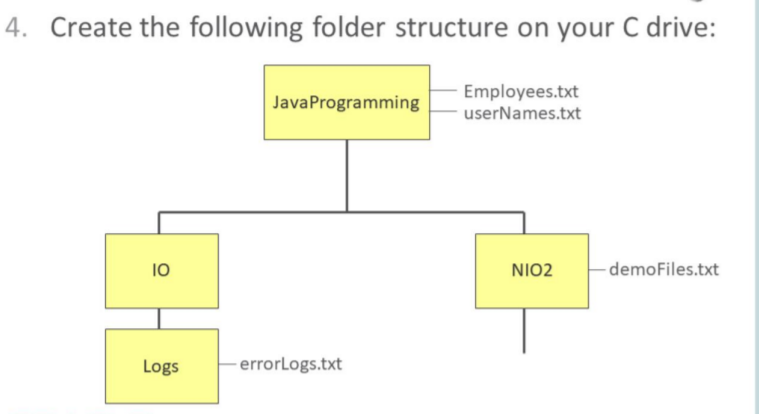 4. Create the following folder structure on your C drive:
JavaProgramming
Employees.txt
userNames.txt
IO
NIO2
demoFiles.txt
Logs
errorLogs.txt